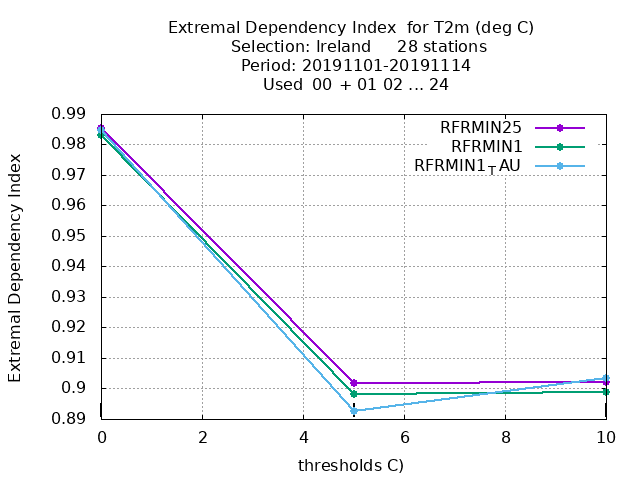 Extremal Dependency Index  for T2m (deg C)
Selection: Ireland     28 stations
Period: 20191101-20191114
Used  00 + 01 02 ... 24
RFRMIN25
RFRMIN1
RFRMIN1TAU
Extremal Dependency Index
0.99
0.98
0.97
0.96
0.95
0.94
0.93
0.92
0.91
0.9
0.89
0 2 4 6 8 10
thresholds C)